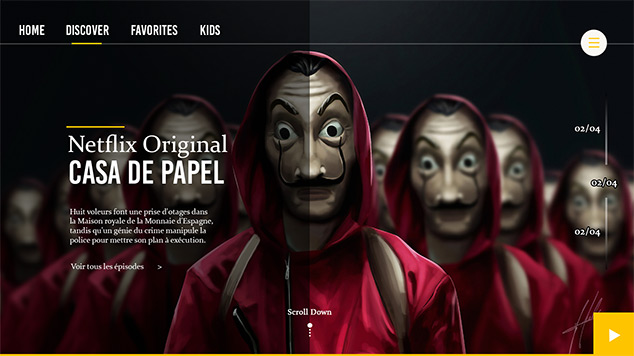 HOME DISCOVER FAVORITES KIDS
Netflix Original
CASA DE PAPEL
Huit voleurs font une prise d'otages dans
la Maison royale de la Monnaie d'Espagne,
tandis qu'un génie du crime manipule la
police pour mettre son plan à exécution.
Voir tous les épisodes >
02/04
02/04
02/04
Scroll Down